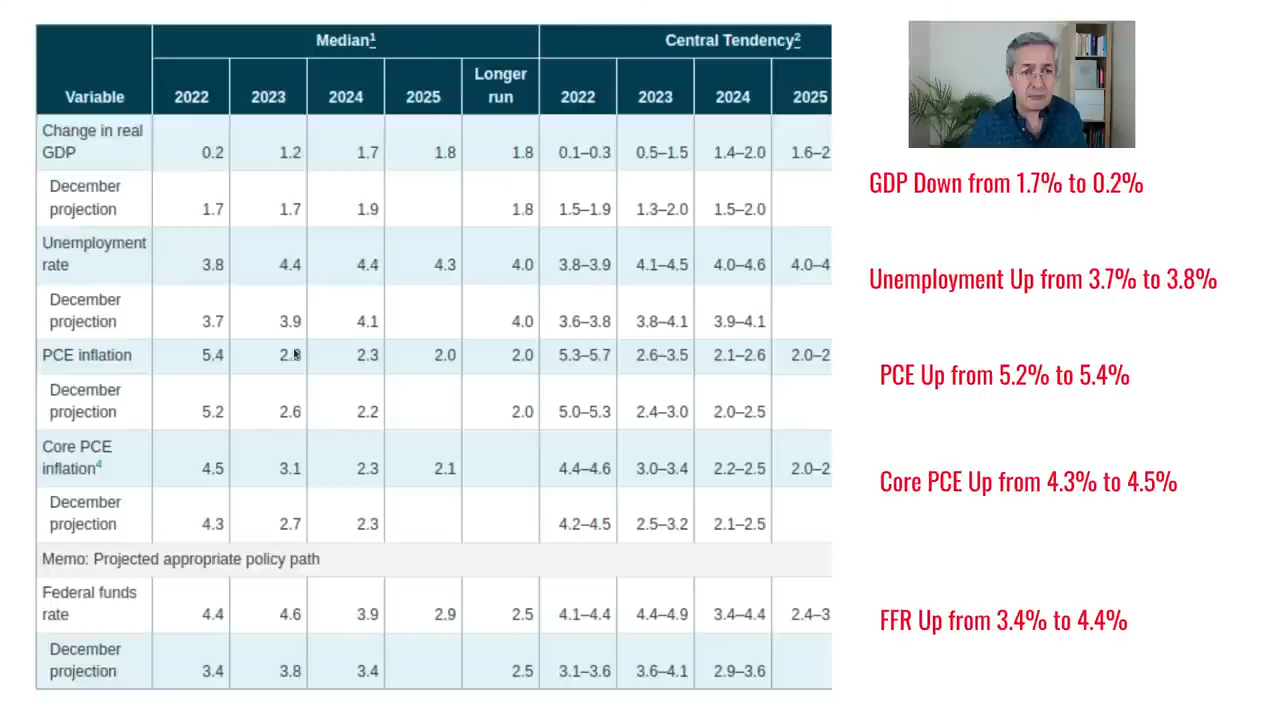 Variable Median1 Central Tendency2
2022 2023 2024 2025 Longer run 2022 2023 2024 2025
Change in real GDP 0.2 1.2 1.7 1.8 1.8 0.1–0.3 0.5–1.5 1.4–2.0 1.6–2
December projection 1.7 1.7 1.9 1.8 1.5–1.9 1.3–2.0 1.5–2.0
Unemployment rate 3.8 4.4 4.4 4.3 4.0 3.8–3.9 4.1–4.5 4.0–4.6 4.0–4
December projection 3.7 3.9 4.1 4.0 3.6–3.8 3.8–4.1 3.9–4.1
PCE inflation 5.4 2.3 2.0 2.0 5.3–5.7 2.6–3.5 2.1–2.6 2.0–2
December projection 5.2 2.6 2.2 2.0 5.0–5.3 2.4–3.0 2.0–2.5
Core PCE inflation4 4.5 3.1 2.3 2.1 4.4–4.6 3.0–3.4 2.2–2.5 2.0–2
December projection 4.3 2.7 2.3 4.2–4.5 2.5–3.2 2.1–2.5
Memo: Projected appropriate policy path
Federal funds rate 4.4 4.6 3.9 2.9 2.5 4.1–4.4 4.4–4.9 3.4–4.4 2.4–3
December projection 3.4 3.8 3.4 2.5 3.1–3.6 3.6–4.1 2.9–3.6
GDP Down from 1.7% to 0.2%
Unemployment Up from 3.7% to 3.8%
PCE Up from 5.2% to 5.4%
Core PCE Up from 4.3% to 4.5%
FFR Up from 3.4% to 4.4%